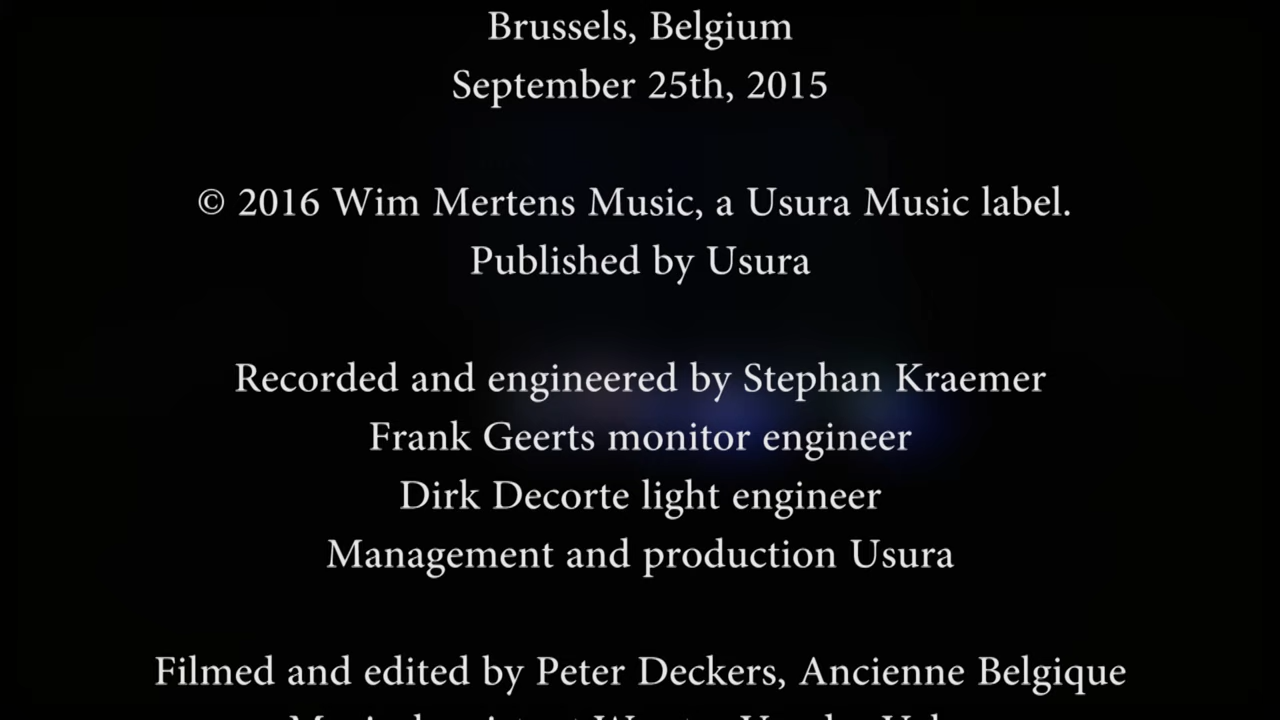 Brussels, Belgium
September 25th, 2015
© 2016 Wim Mertens Music, a Usura Music label.
Published by Usura
Recorded and engineered by Stephan Kraemer
Frank Geerts monitor engineer
Dirk Decorte light engineer
Management and production Usura
Filmed and edited by Peter Deckers, Ancienne Belgique